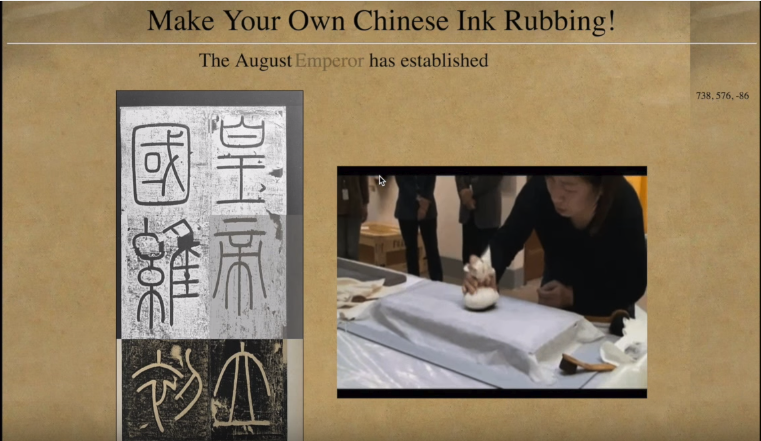 Make Your Own Chinese Ink Rubbing!
The August Emperor has established
738, 576, -86
皇帝立
國維初